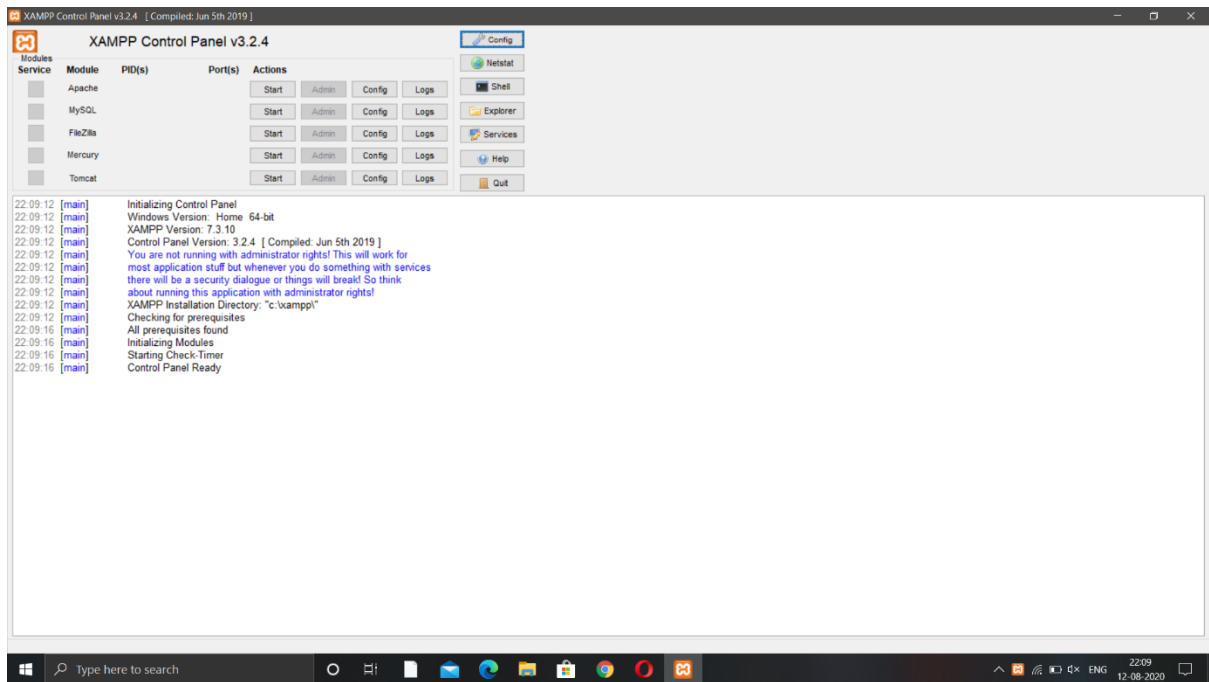 XAMPP Control Panel v3.2.4 [ Compiled: Jun 5th 2019 ]
XAMPP Control Panel v3.2.4
Config
Modules
Service Module PID(s) Port(s) Actions
Netstat
Apache Start Admin Config Logs
Shell
MySQL Start Admin Config Logs
Explorer
FileZilla Start Admin Config Logs
Services
Mercury Start Admin Config Logs
Help
Tomcat Start Admin Config Logs
Quit
22:09:12 [main] Initializing Control Panel
22:09:12 [main] Windows Version: Home 64-bit
22:09:12 [main] XAMPP Version: 7.3.10
22:09:12 [main] Control Panel Version: 3.2.4 [ Compiled: Jun 5th 2019 ]
22:09:12 [main] You are not running with administrator rights! This will work for
22:09:12 [main] most application stuff but whenever you do something with services
22:09:12 [main] there will be a security dialogue or things will break! So think
22:09:12 [main] about running this application with administrator rights!
22:09:12 [main] XAMPP Installation Directory: "c:\xampp\"
22:09:12 [main] Checking for prerequisites
22:09:16 [main] All prerequisites found
22:09:16 [main] Initializing Modules
22:09:16 [main] Starting Check-Timer
22:09:16 [main] Control Panel Ready
Type here to search
ENG
22:09
12-08-2020